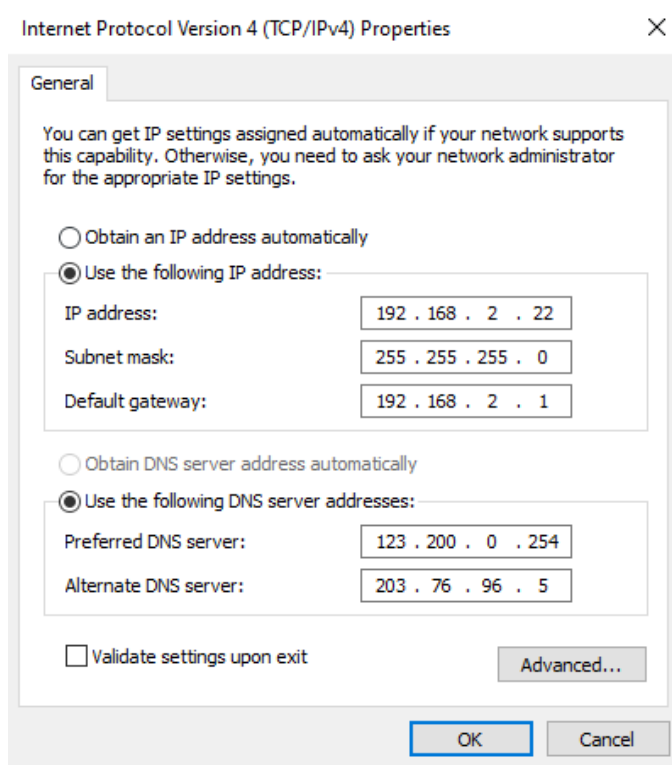 Internet Protocol Version 4 (TCP/IPv4) Properties
General
You can get IP settings assigned automatically if your network supports
this capability. Otherwise, you need to ask your network administrator
for the appropriate IP settings.
Obtain an IP address automatically
Use the following IP address:
IP address: 192 . 168 . 2 . 22
Subnet mask: 255 . 255 . 255 . 0
Default gateway: 192 . 168 . 2 . 1
Obtain DNS server address automatically
Use the following DNS server addresses:
Preferred DNS server: 123 . 200 . 0 . 254
Alternate DNS server: 203 . 76 . 96 . 5
Validate settings upon exit
Advanced...
OK Cancel